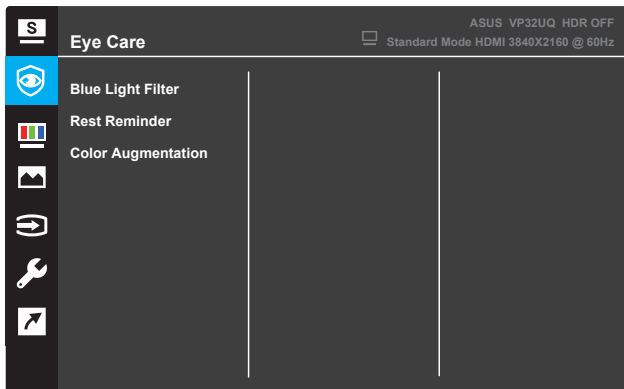 S
Eye Care
ASUS VP32UQ HDR OFF
Standard Mode HDMI 3840X2160 @ 60Hz
Blue Light Filter
Rest Reminder
Color Augmentation